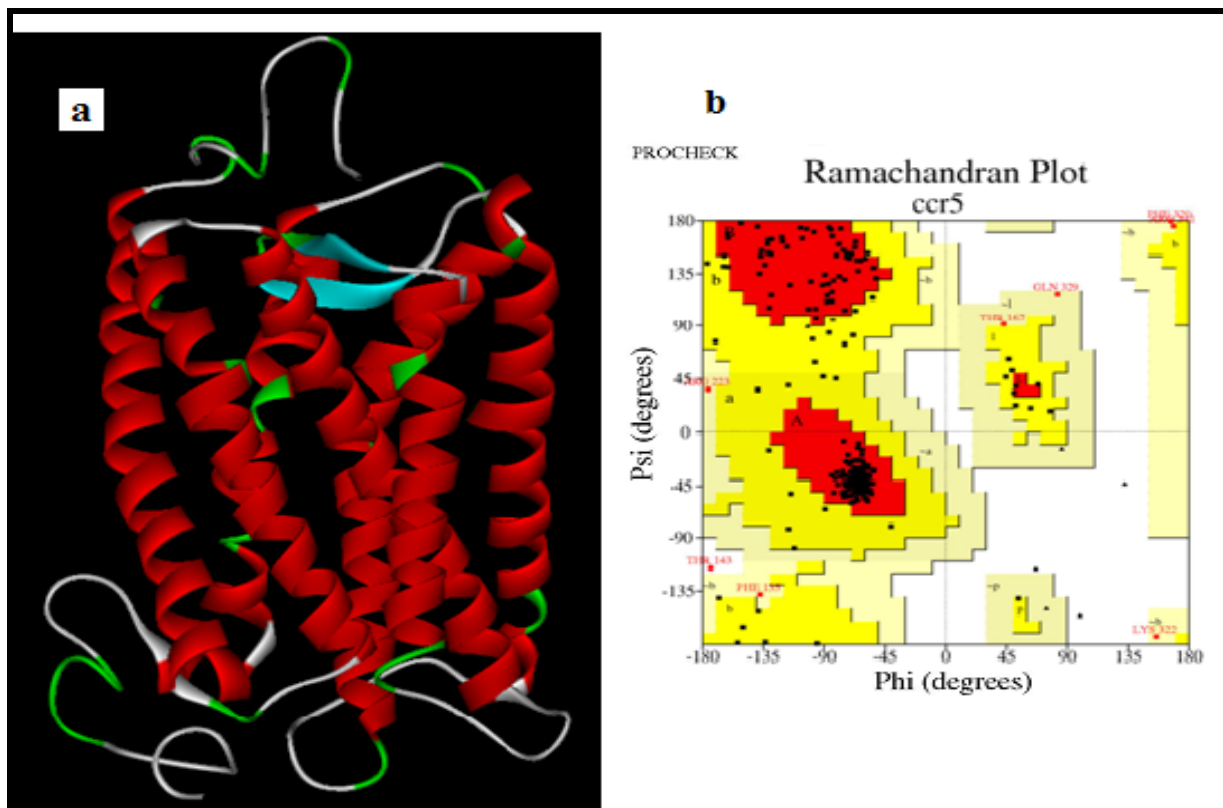 a
b
PROCHECK
Ramachandran Plot
ccr5
180
135
90
45
0
-45
-90
-135
Psi (degrees)
B
b
~b
~b
b
GLN 329
~l
THR 167
l
a
A
~a
THR 143
~b
PHE 135
b
~p
p
~b
LYS 322
-180
-135
-90
-45
0
45
90
135
180
Phi (degrees)